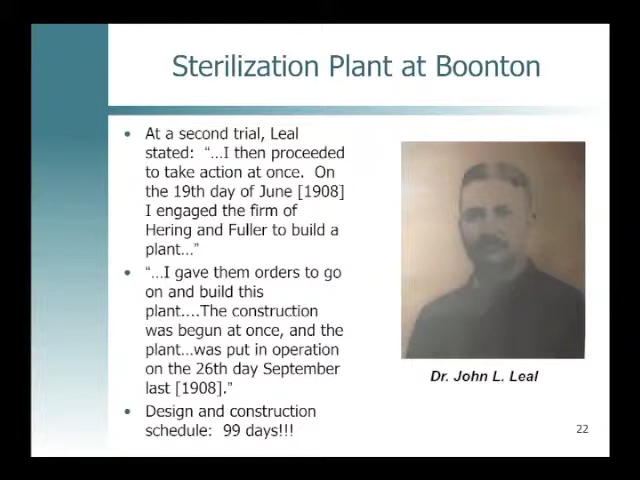 Sterilization Plant at Boonton
• At a second trial, Leal
stated:  “…I then proceeded
to take action at once.  On
the 19th day of June [1908]
I engaged the firm of
Hering and Fuller to build a
plant…”
• “…I gave them orders to go
on and build this
plant....The construction
was begun at once, and the
plant…was put in operation
on the 26th day September
last [1908].”
• Design and construction
schedule:  99 days!!!
Dr. John L. Leal
22